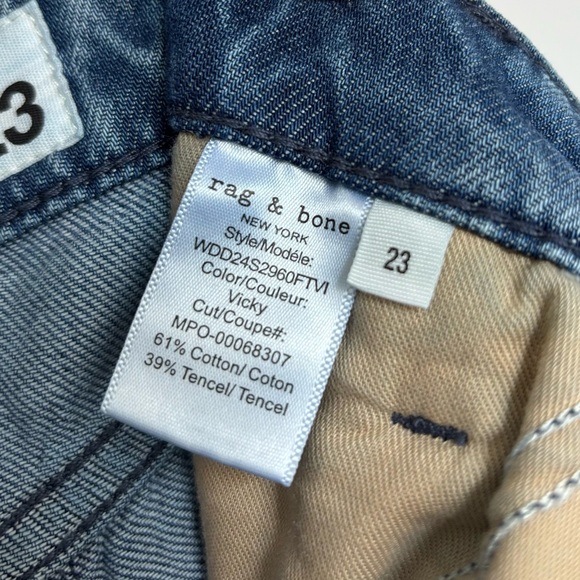 23
rag & bone
NEW YORK
Style/Modéle:
WDD24S2960FTVI
Color/Couleur:
Vicky
Cut/Coupe#:
MPO-00068307
61% Cotton/ Coton
39% Tencel/ Tencel
23